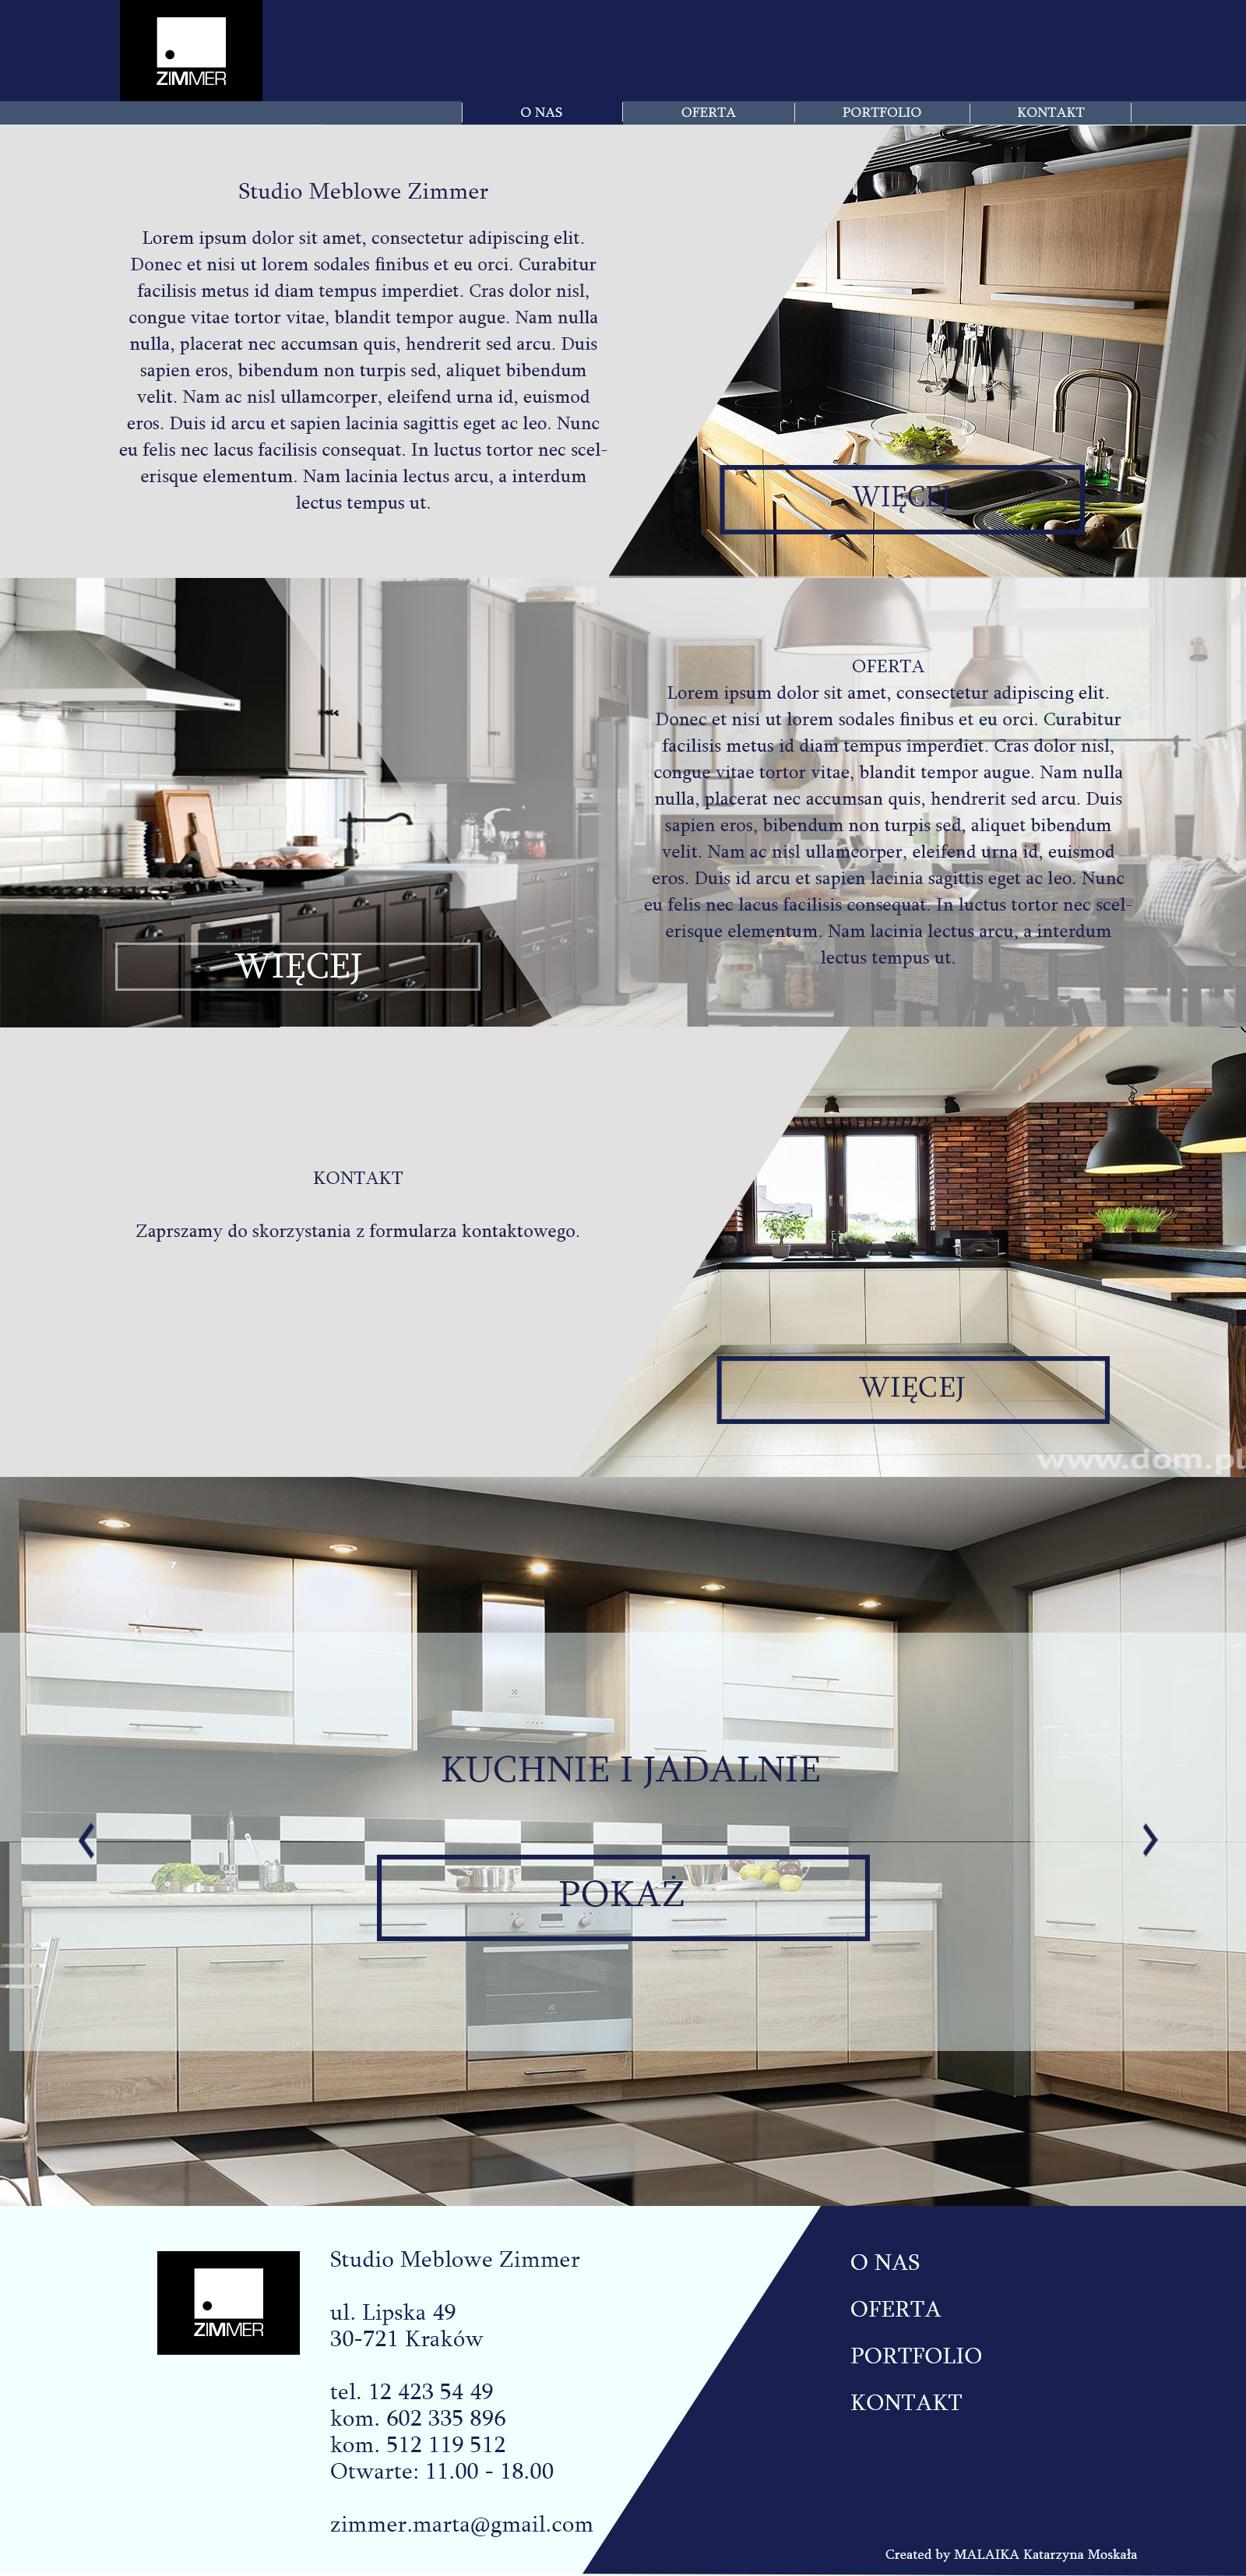 ZIMMER
O NAS
OFERTA
PORTFOLIO
KONTAKT
Studio Meblowe Zimmer
Lorem ipsum dolor sit amet, consectetur adipiscing elit.
Donec et nisi ut lorem sodales finibus et eu orci. Curabitur
facilisis metus id diam tempus imperdiet. Cras dolor nisl,
congue vitae tortor vitae, blandit tempor augue. Nam nulla
nulla, placerat nec accumsan quis, hendrerit sed arcu. Duis
sapien eros, bibendum non turpis sed, aliquet bibendum
velit. Nam ac nisl ullamcorper, eleifend urna id, euismod
eros. Duis id arcu et sapien lacinia sagittis eget ac leo. Nunc
eu felis nec lacus facilisis consequat. In luctus tortor nec scel-
erisque elementum. Nam lacinia lectus arcu, a interdum
lectus tempus ut.
WIĘCEJ
OFERTA
Lorem ipsum dolor sit amet, consectetur adipiscing elit.
Donec et nisi ut lorem sodales finibus et eu orci. Curabitur
facilisis metus id diam tempus imperdiet. Cras dolor nisl,
congue vitae tortor vitae, blandit tempor augue. Nam nulla
nulla, placerat nec accumsan quis, hendrerit sed arcu. Duis
sapien eros, bibendum non turpis sed, aliquet bibendum
velit. Nam ac nisl ullamcorper, eleifend urna id, euismod
eros. Duis id arcu et sapien lacinia sagittis eget ac leo. Nunc
eu felis nec lacus facilisis consequat. In luctus tortor nec scel-
erisque elementum. Nam lacinia lectus arcu, a interdum
lectus tempus ut.
WIĘCEJ
KONTAKT
Zaprszamy do skorzystania z formularza kontaktowego.
WIĘCEJ
www.dom.pl
KUCHNIE I JADALNIE
POKAŻ
ZIMMER
Studio Meblowe Zimmer
ul. Lipska 49
30-721 Kraków
tel. 12 423 54 49
kom. 602 335 896
kom. 512 119 512
Otwarte: 11.00 - 18.00
zimmer.marta@gmail.com
O NAS
OFERTA
PORTFOLIO
KONTAKT
Created by MALAIKA Katarzyna Moskała